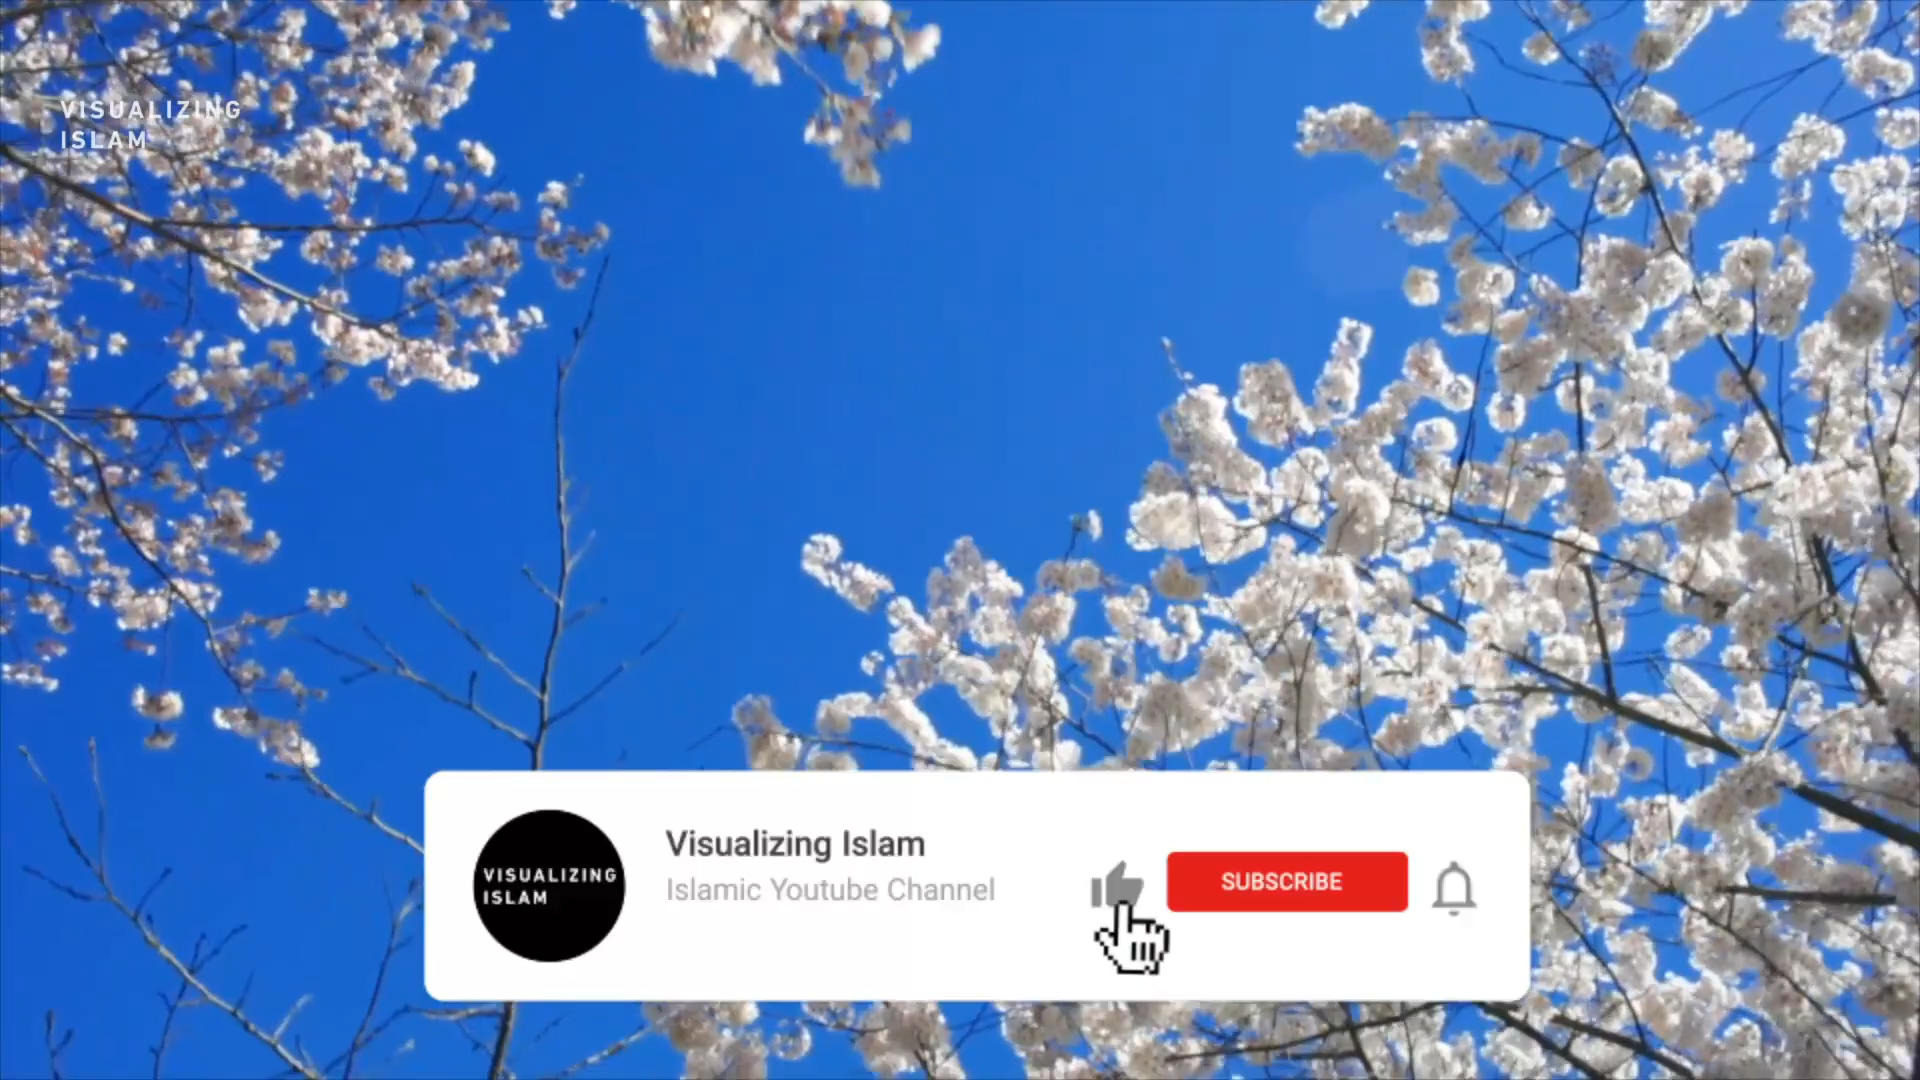 VISUALIZING
ISLAM
VISUALIZING
ISLAM
Visualizing Islam
Islamic Youtube Channel
SUBSCRIBE